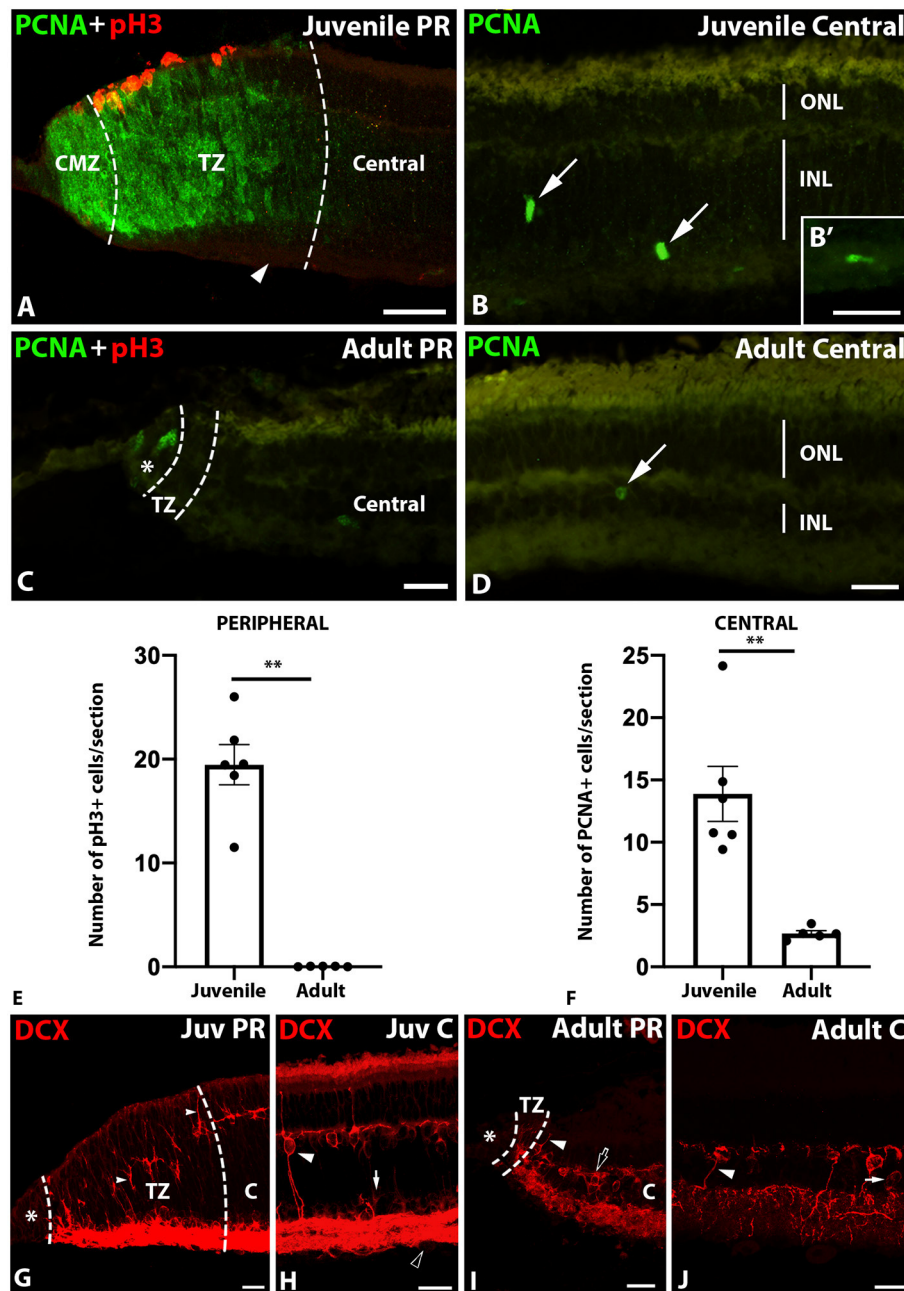 PCNA+pH3 Juvenile PR
CMZ TZ Central
A
PCNA Juvenile Central
ONL
INL
B'
B
PCNA+pH3 Adult PR
*
TZ
Central
C
PCNA Adult Central
ONL
INL
D
PERIPHERAL
**
Number of pH3+ cells/section
30
20
10
0
Juvenile Adult
E
CENTRAL
**
Number of PCNA+ cells/section
25
20
15
10
5
0
Juvenile Adult
F
DCX Juv PR
*
TZ
C
G
DCX Juv C
H
DCX Adult PR
TZ
*
C
I
DCX Adult C
J